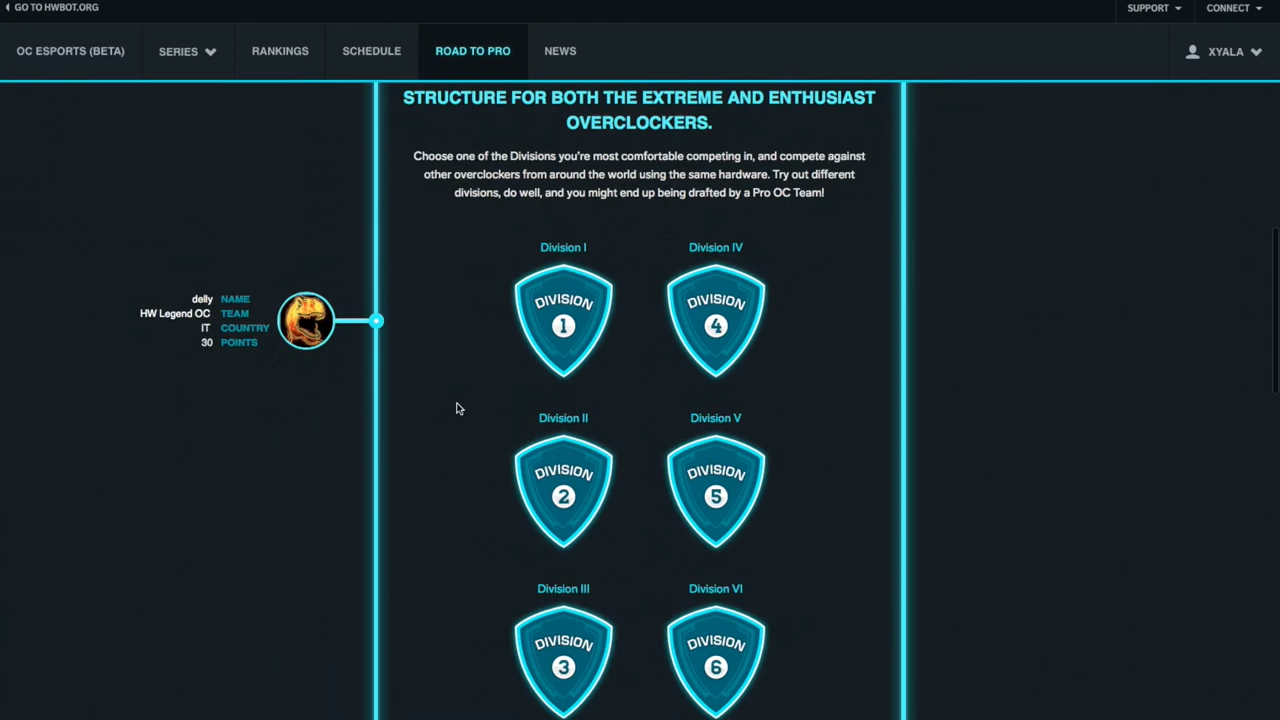 GO TO HWBOT.ORG
SUPPORT
CONNECT
OC ESPORTS (BETA)
SERIES
RANKINGS
SCHEDULE
ROAD TO PRO
NEWS
XYALA
STRUCTURE FOR BOTH THE EXTREME AND ENTHUSIAST
OVERCLOCKERS.
Choose one of the Divisions you're most comfortable competing in, and compete against
other overclockers from around the world using the same hardware. Try out different
divisions, do well, and you might end up being drafted by a Pro OC Team!
delly NAME
HW Legend OC TEAM
IT COUNTRY
30 POINTS
Division I
DIVISION
1
Division IV
DIVISION
4
Division II
DIVISION
2
Division V
DIVISION
5
Division III
DIVISION
3
Division VI
DIVISION
6